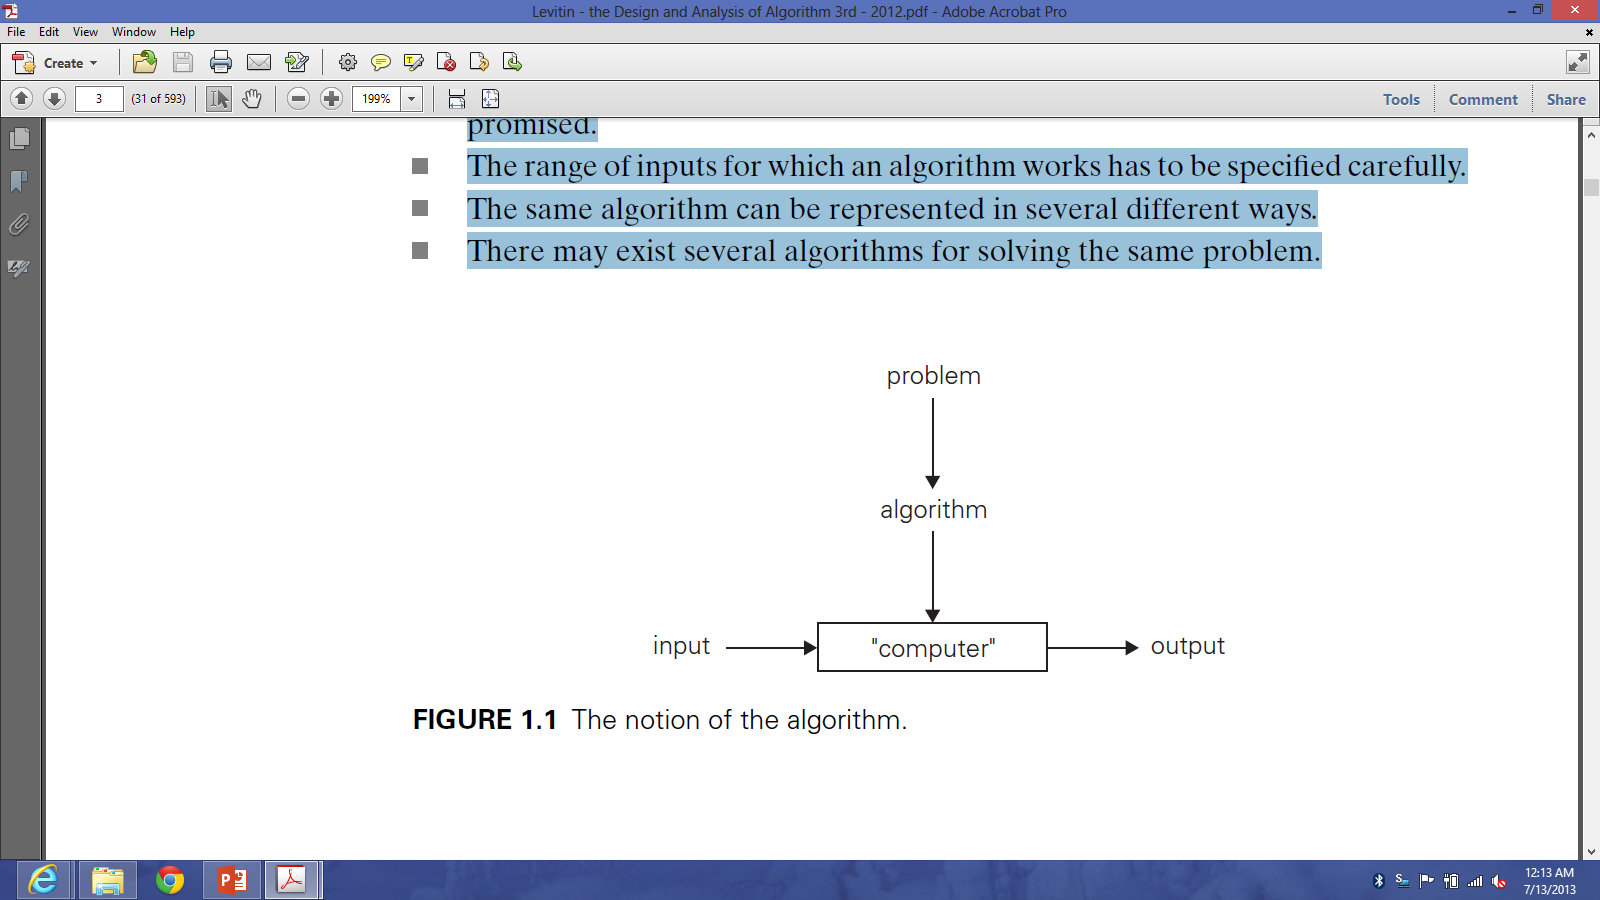 Levitin - the Design and Analysis of Algorithm 3rd - 2012.pdf - Adobe Acrobat Pro
File Edit View Window Help
Create
3 (31 of 593) 199% Tools Comment Share
promised.
The range of inputs for which an algorithm works has to be specified carefully.
The same algorithm can be represented in several different ways.
There may exist several algorithms for solving the same problem.
problem
algorithm
input "computer" output
FIGURE 1.1 The notion of the algorithm.
12:13 AM
7/13/2013